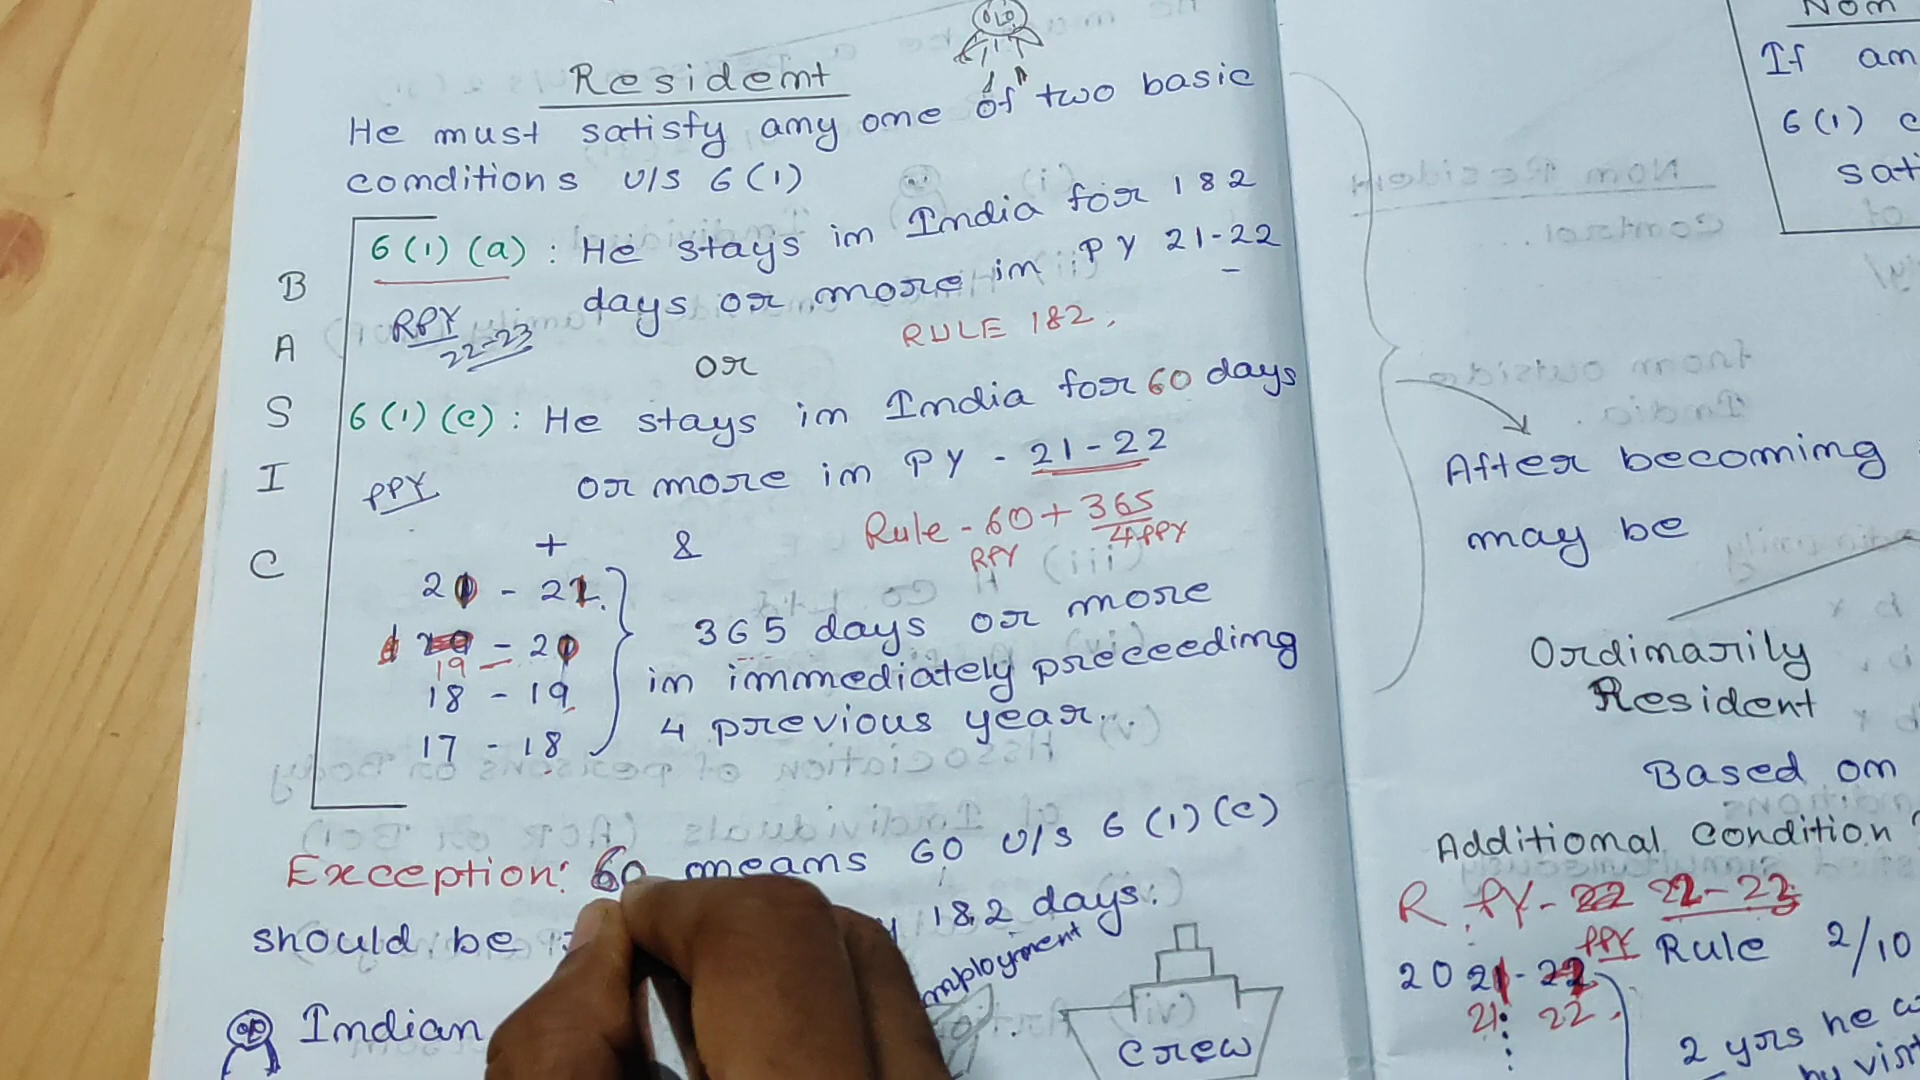 Resident
He must satisfy any one of two basic
conditions U/S 6(1)
BASIC
6(1)(a): He stays in India for 182
days or more in PY 21-22
RPY
22-23
RULE 182.
or
6(1)(c): He stays in India for 60 days
or more in PY - 21-22
PPY
Rule - 60 + 365
RPY 4PPY
+ &
20 - 21.
19 - 20
18 - 19
17 - 18
365 days or more
in immediately preceeding
4 previous year..
Exception: 60 means 60 U/S 6(1)(c)
should be 182 days.
Indian
Crew
Non
If an
6(1)
After becoming
may be
Ordinarily
Resident
Based on
Additional Condition
R.PY- 22-23
PPY Rule 2/10
2021-22
21 22.
2 yrs he